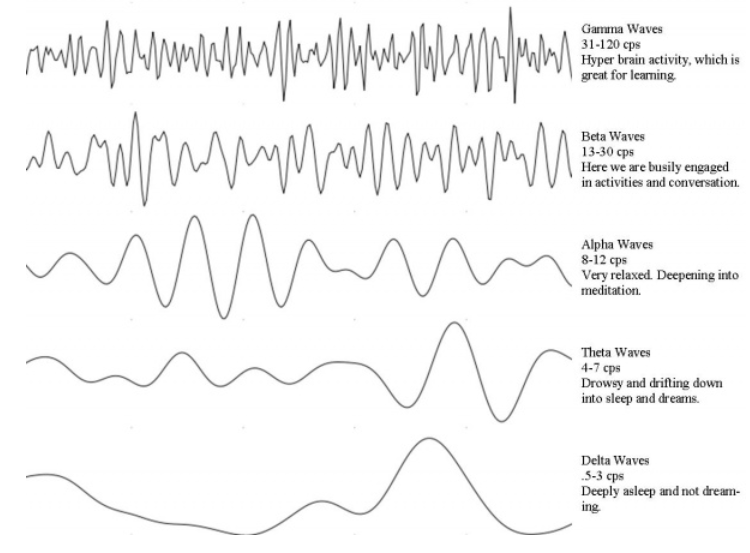 Gamma Waves
31-120 cps
Hyper brain activity, which is
great for learning.
Beta Waves
13-30 cps
Here we are busily engaged
in activities and conversation.
Alpha Waves
8-12 cps
Very relaxed. Deepening into
meditation.
Theta Waves
4-7 cps
Drowsy and drifting down
into sleep and dreams.
Delta Waves
.5-3 cps
Deeply asleep and not dream-
ing.